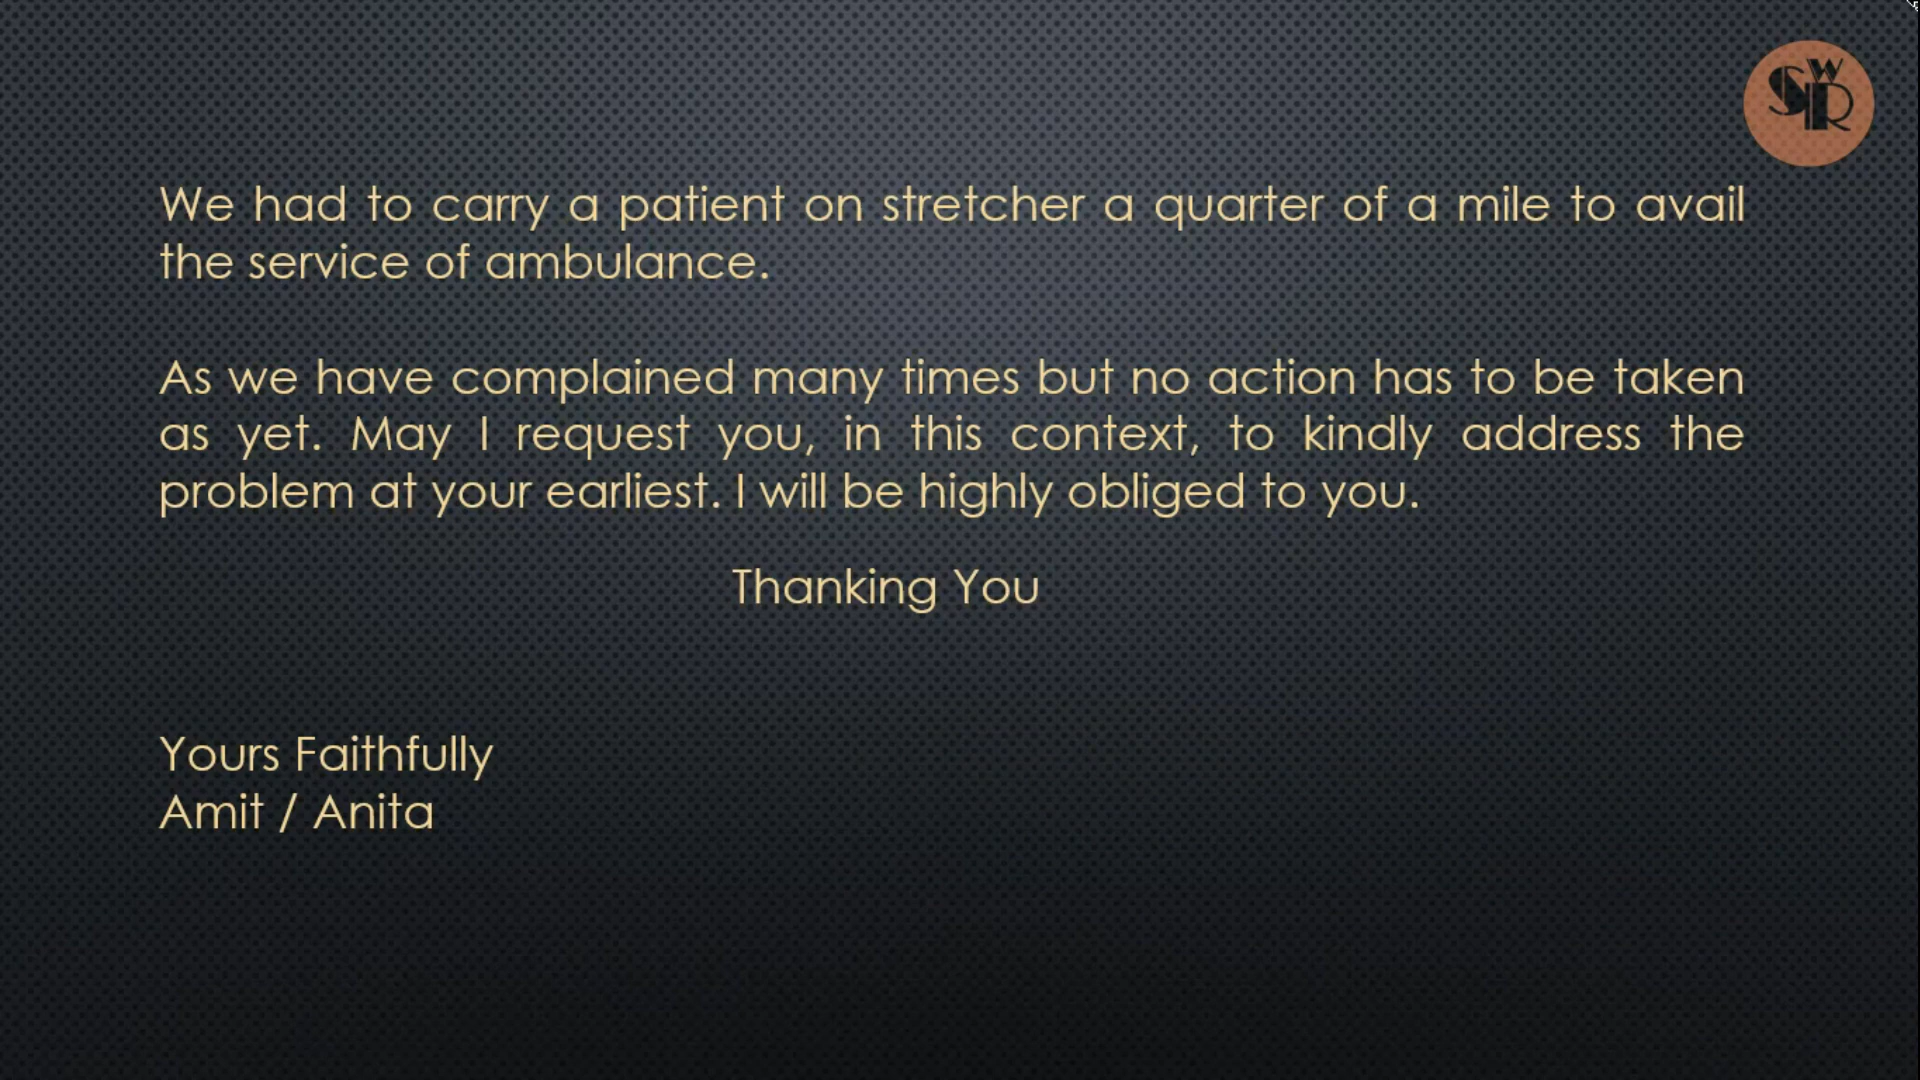 SWR
We had to carry a patient on stretcher a quarter of a mile to avail
the service of ambulance.
As we have complained many times but no action has to be taken
as yet. May I request you, in this context, to kindly address the
problem at your earliest. I will be highly obliged to you.
Thanking You
Yours Faithfully
Amit / Anita